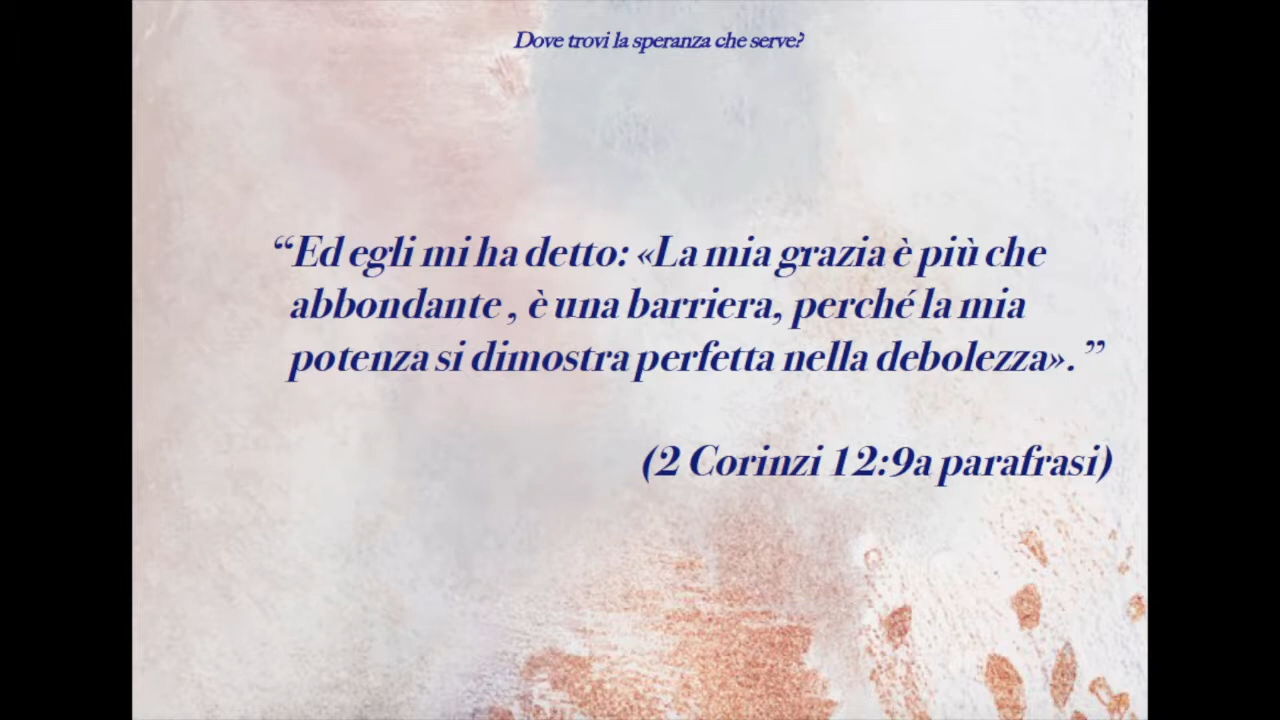 Dove trovi la speranza che serve?
“Ed egli mi ha detto: «La mia grazia è più che
abbondante , è una barriera, perché la mia
potenza si dimostra perfetta nella debolezza». ”
(2 Corinzi 12:9a parafrasi)